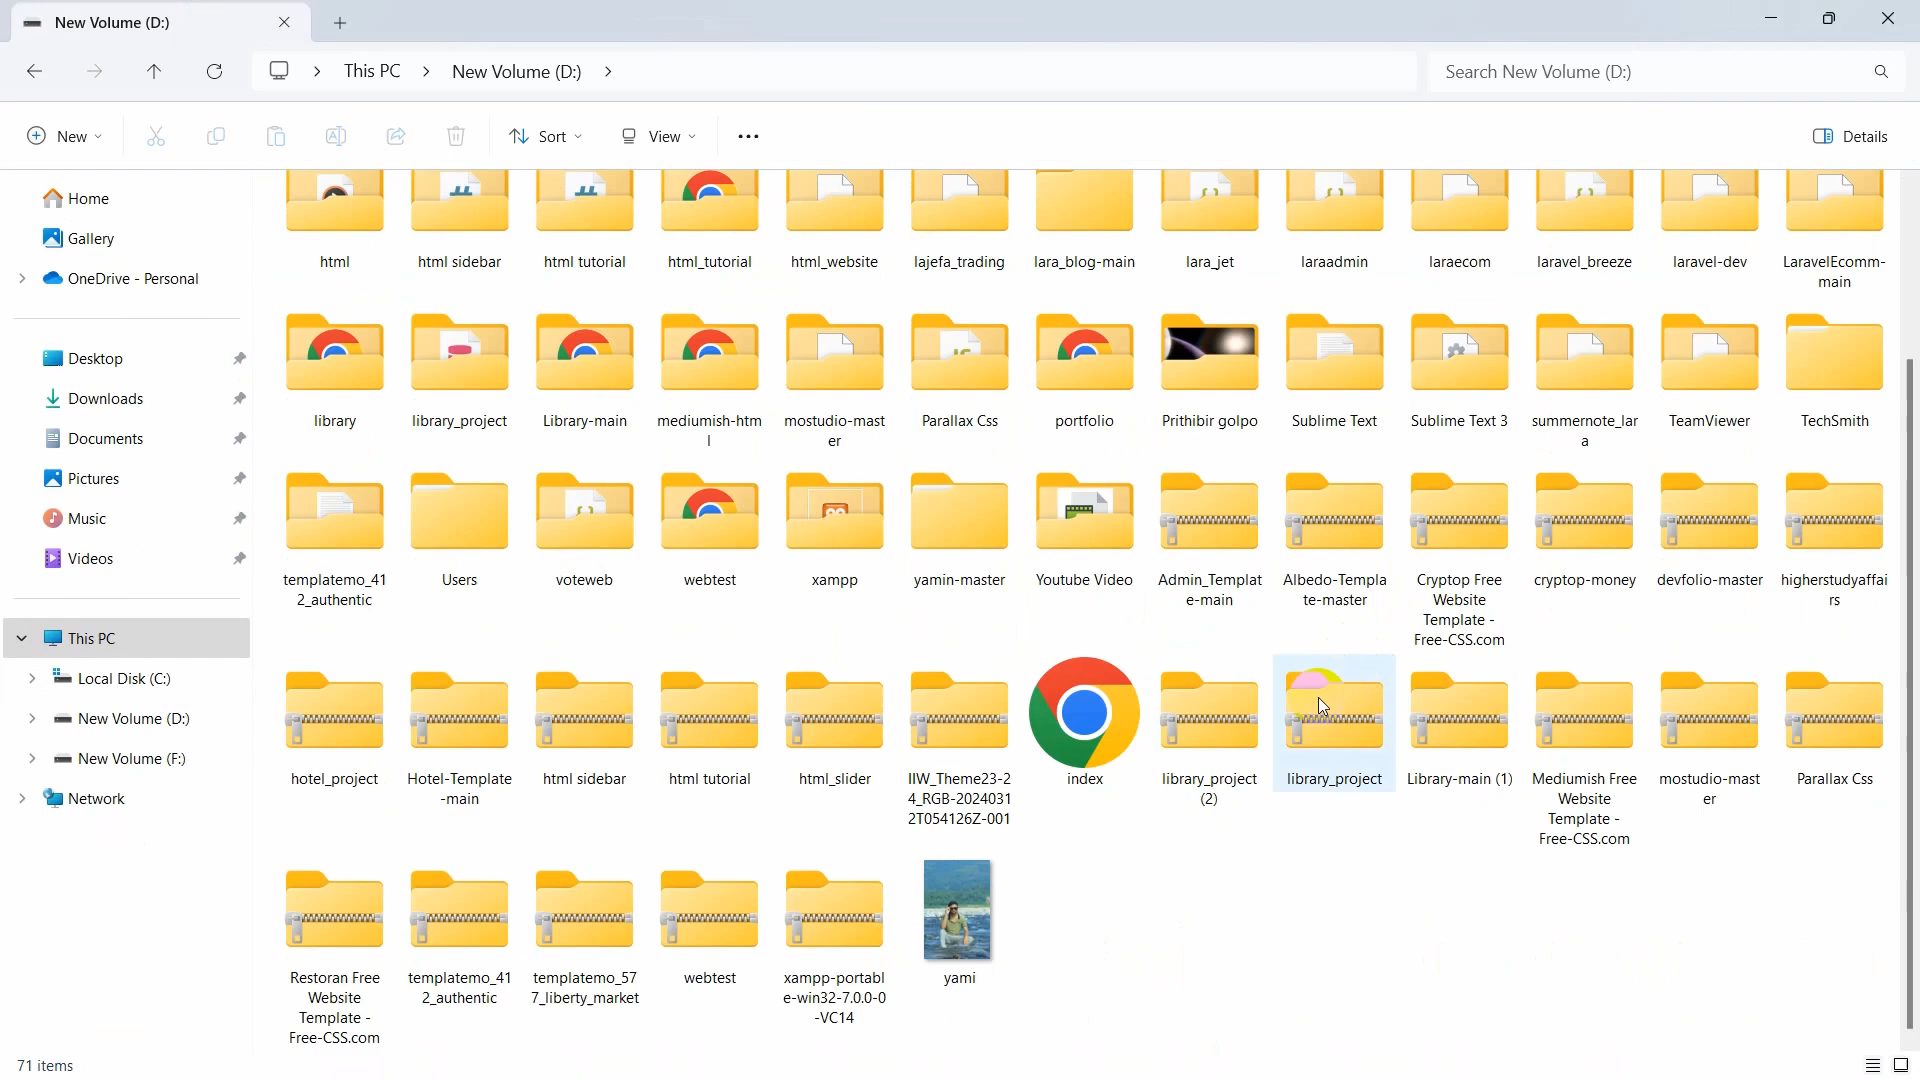 New Volume (D:)
This PC
New Volume (D:)
Search New Volume (D:)
New
Sort
View
Details
Home
Gallery
OneDrive - Personal
Desktop
Downloads
Documents
Pictures
Music
Videos
This PC
Local Disk (C:)
New Volume (D:)
New Volume (F:)
Network
html
html sidebar
html tutorial
html_tutorial
html_website
lajefa_trading
lara_blog-main
lara_jet
laraadmin
laraecom
laravel_breeze
laravel-dev
LaravelEcomm-
main
library
library_project
Library-main
mediumish-htm
l
mostudio-mast
er
Parallax Css
portfolio
Prithibir golpo
Sublime Text
Sublime Text 3
summernote_lar
a
TeamViewer
TechSmith
templatemo_41
2_authentic
Users
voteweb
webtest
xampp
yamin-master
Youtube Video
Admin_Templat
e-main
Albedo-Templa
te-master
Cryptop Free
Website
Template -
Free-CSS.com
cryptop-money
devfolio-master
higherstudyaffai
rs
hotel_project
Hotel-Template
-main
html sidebar
html tutorial
html_slider
IIW_Theme23-2
4_RGB-2024031
2T054126Z-001
index
library_project
(2)
library_project
Library-main (1)
Mediumish Free
Website
Template -
Free-CSS.com
mostudio-mast
er
Parallax Css
Restoran Free
Website
Template -
Free-CSS.com
templatemo_41
2_authentic
templatemo_57
7_liberty_market
webtest
xampp-portabl
e-win32-7.0.0-0
-VC14
yami
71 items